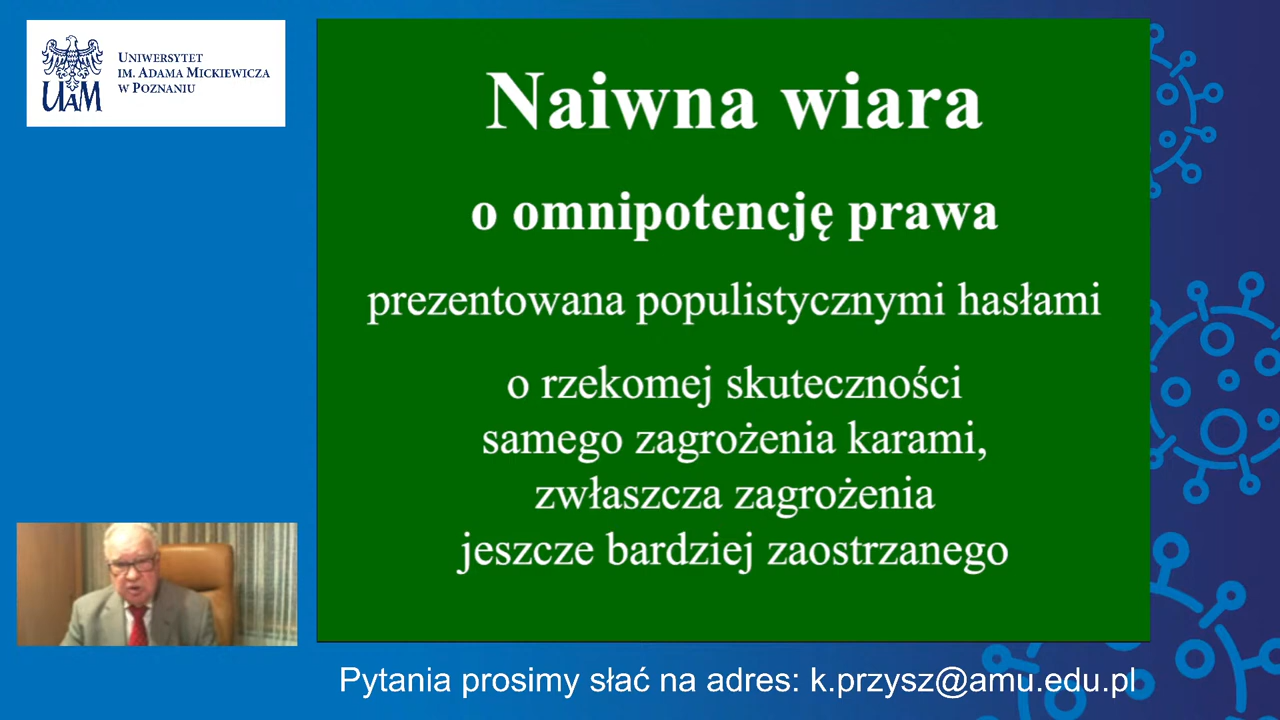 UNIWERSYTET
IM. ADAMA MICKIEWICZA
W POZNANIU
UAM
Naiwna wiara
o omnipotencję prawa
prezentowana populistycznymi hasłami
o rzekomej skuteczności
samego zagrożenia karami,
zwłaszcza zagrożenia
jeszcze bardziej zaostrzanego
Pytania prosimy słać na adres: k.przysz@amu.edu.pl